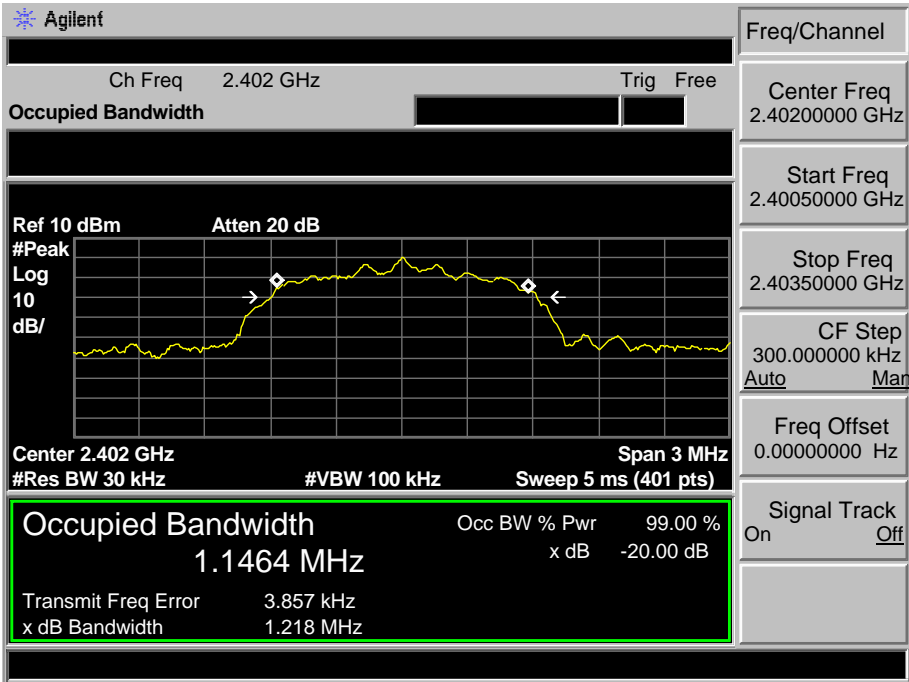 Agilent
Freq/Channel
Ch Freq 2.402 GHz Trig Free
Occupied Bandwidth
Center Freq
2.40200000 GHz
Start Freq
2.40050000 GHz
Stop Freq
2.40350000 GHz
CF Step
300.000000 kHz
Auto Man
Freq Offset
0.00000000 Hz
Signal Track
On Off
Ref 10 dBm Atten 20 dB
#Peak
Log
10
dB/
Center 2.402 GHz Span 3 MHz
#Res BW 30 kHz #VBW 100 kHz Sweep 5 ms (401 pts)
Occupied Bandwidth Occ BW % Pwr 99.00 %
1.1464 MHz x dB -20.00 dB
Transmit Freq Error 3.857 kHz
x dB Bandwidth 1.218 MHz